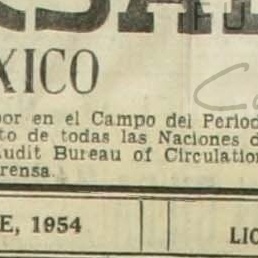 XICO
por en el Campo del Period
to de todas las Naciones d
Audit Bureau of Circulation
rensa.
E, 1954
LIC